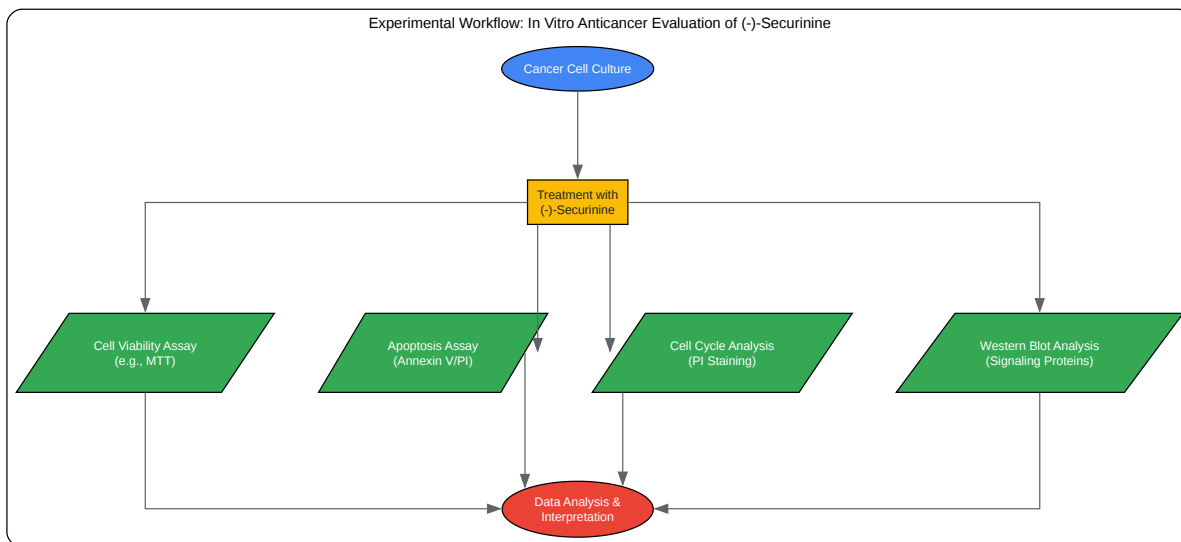 Experimental Workflow: In Vitro Anticancer Evaluation of (-)-Securinine
Cancer Cell Culture
Treatment with
(-)-Securinine
Cell Viability Assay
(e.g., MTT)
Apoptosis Assay
(Annexin V/PI)
Cell Cycle Analysis
(PI Staining)
Western Blot Analysis
(Signaling Proteins)
Data Analysis &
Interpretation